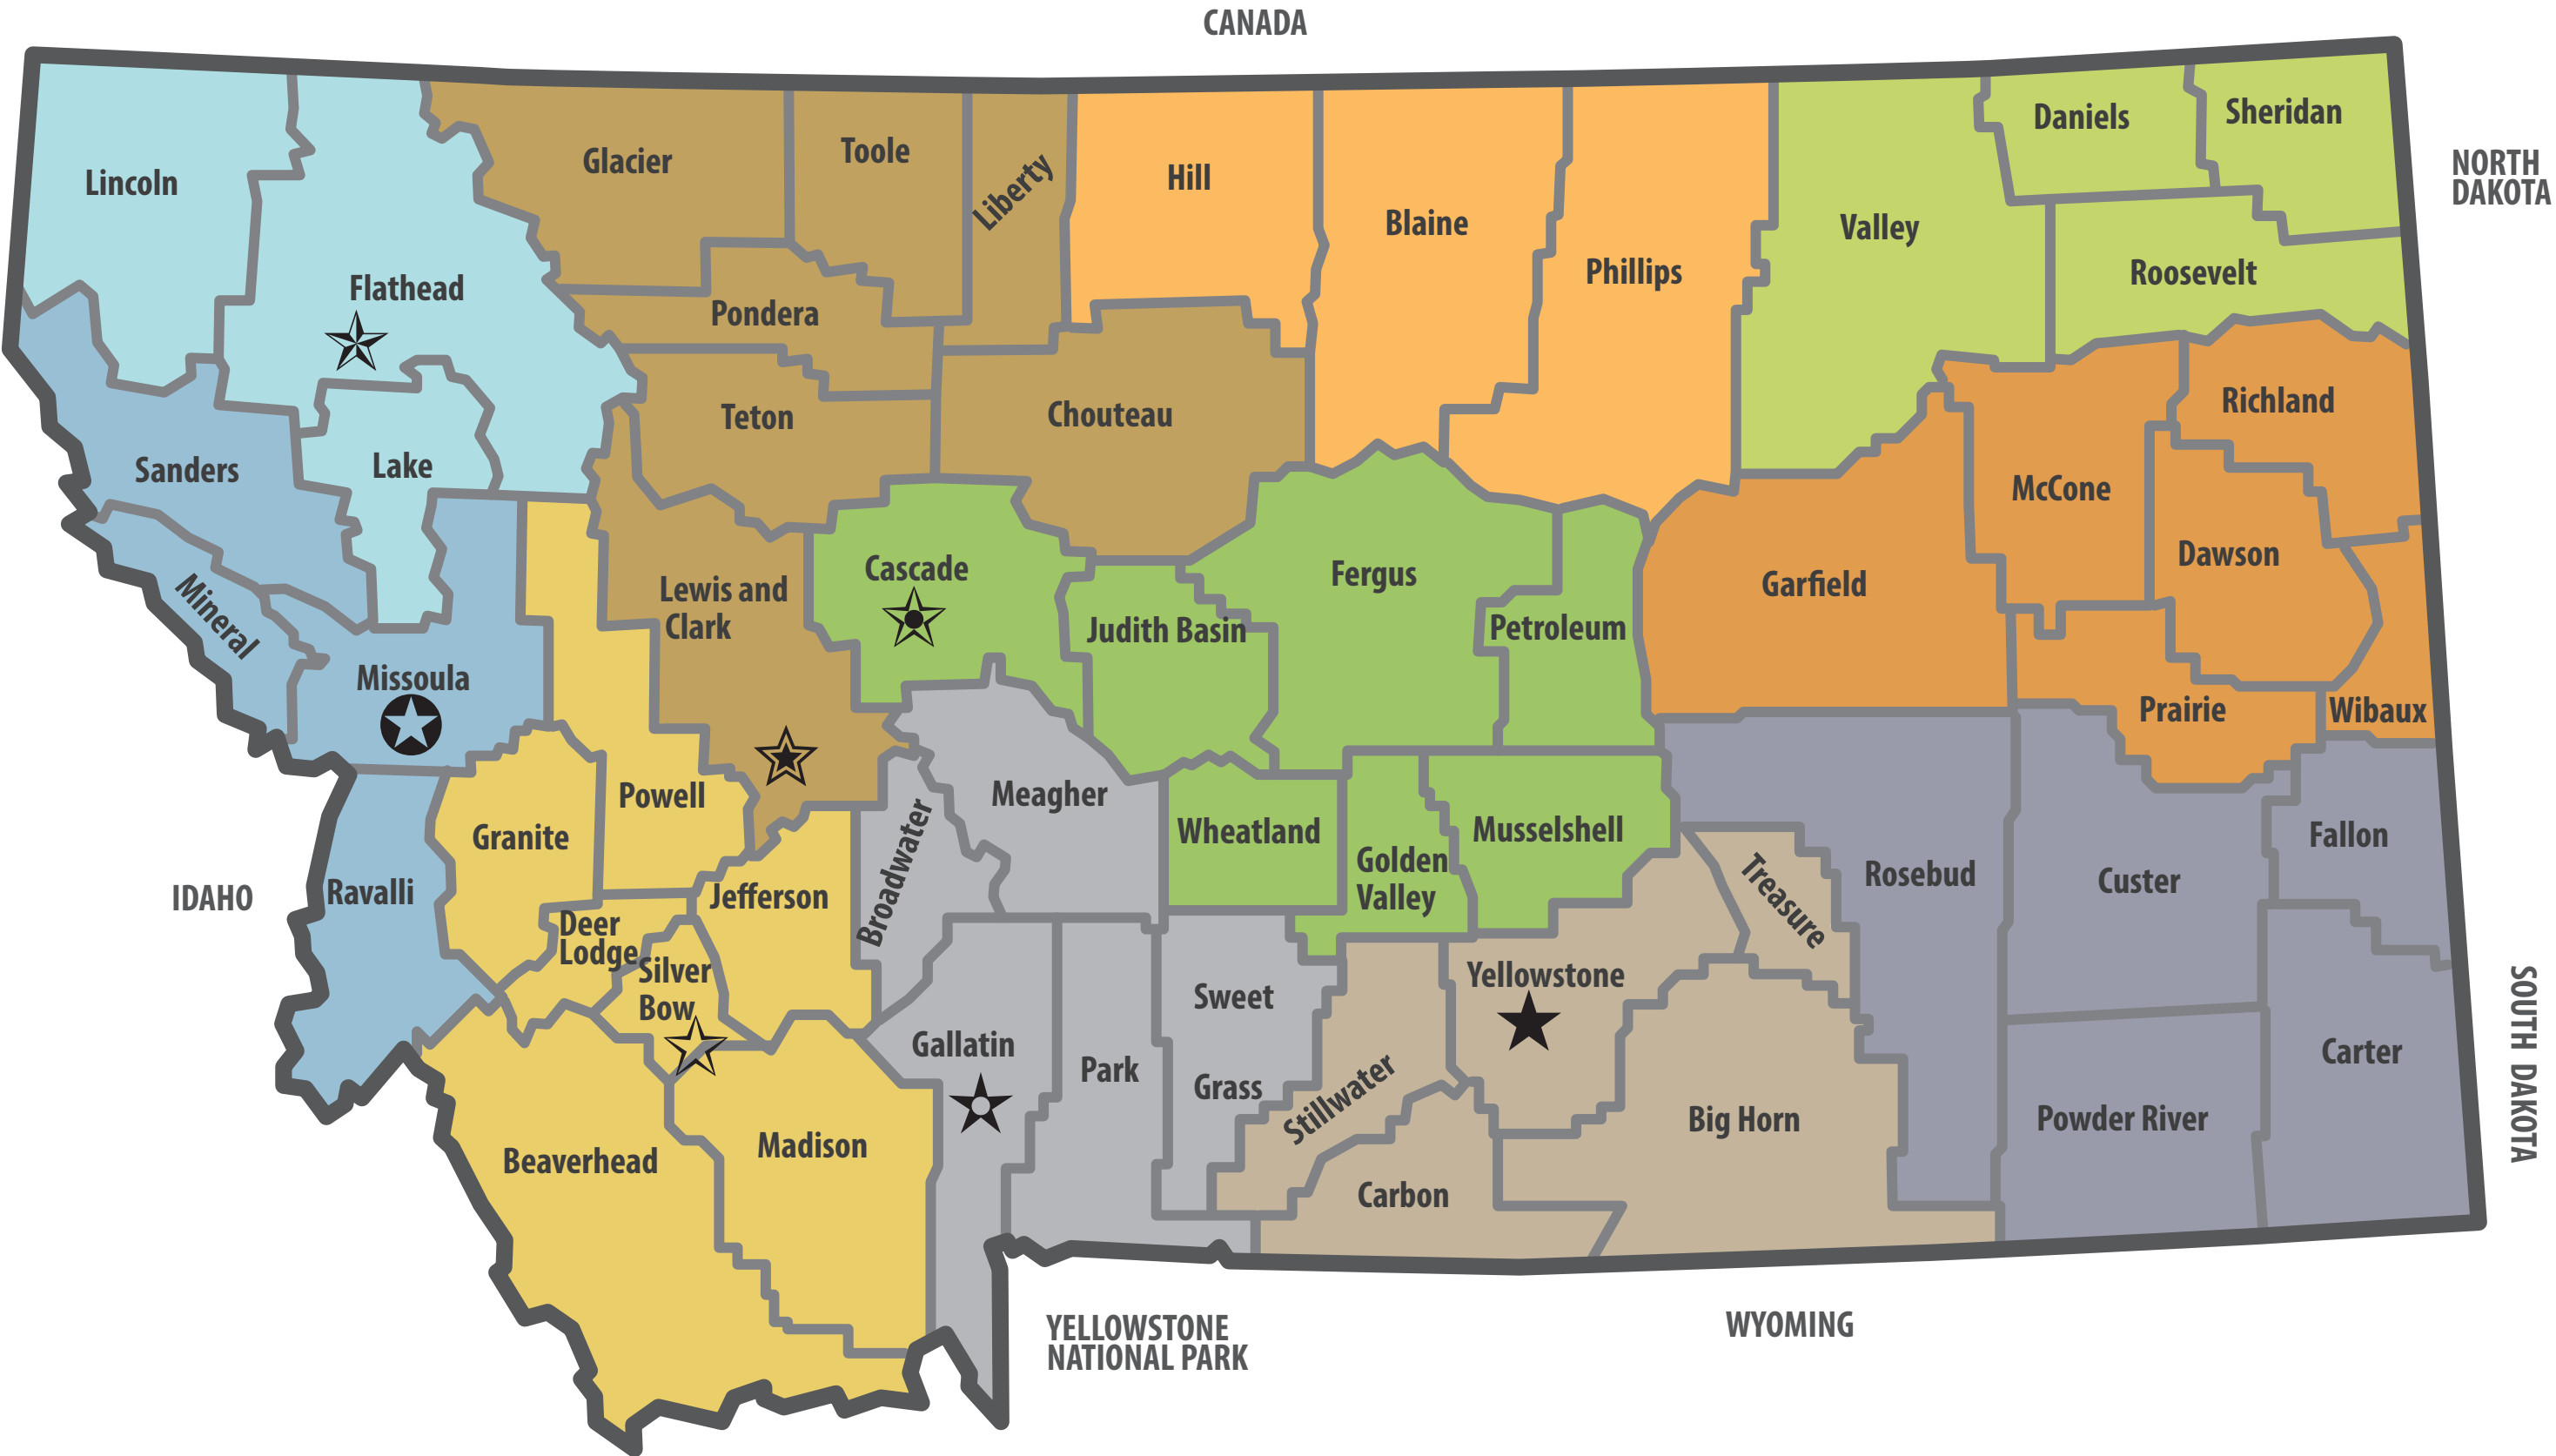 CANADA
Lincoln
Flathead
Glacier
Toole
Liberty
Hill
Blaine
Phillips
Valley
Daniels
Sheridan
Roosevelt
NORTH
DAKOTA
Pondera
Teton
Chouteau
Sanders
Lake
Richland
McCone
Dawson
Garfield
Mineral
Missoula
Lewis and
Clark
Cascade
Judith Basin
Fergus
Petroleum
Prairie
Wibaux
Powell
Granite
Meagher
Broadwater
Wheatland
Golden
Valley
Musselshell
Treasure
Rosebud
Custer
Fallon
IDAHO
Ravalli
Deer
Lodge
Jefferson
Silver
Bow
Gallatin
Park
Sweet
Grass
Stillwater
Yellowstone
Big Horn
Powder River
Carter
SOUTH DAKOTA
Beaverhead
Madison
Carbon
YELLOWSTONE
NATIONAL PARK
WYOMING